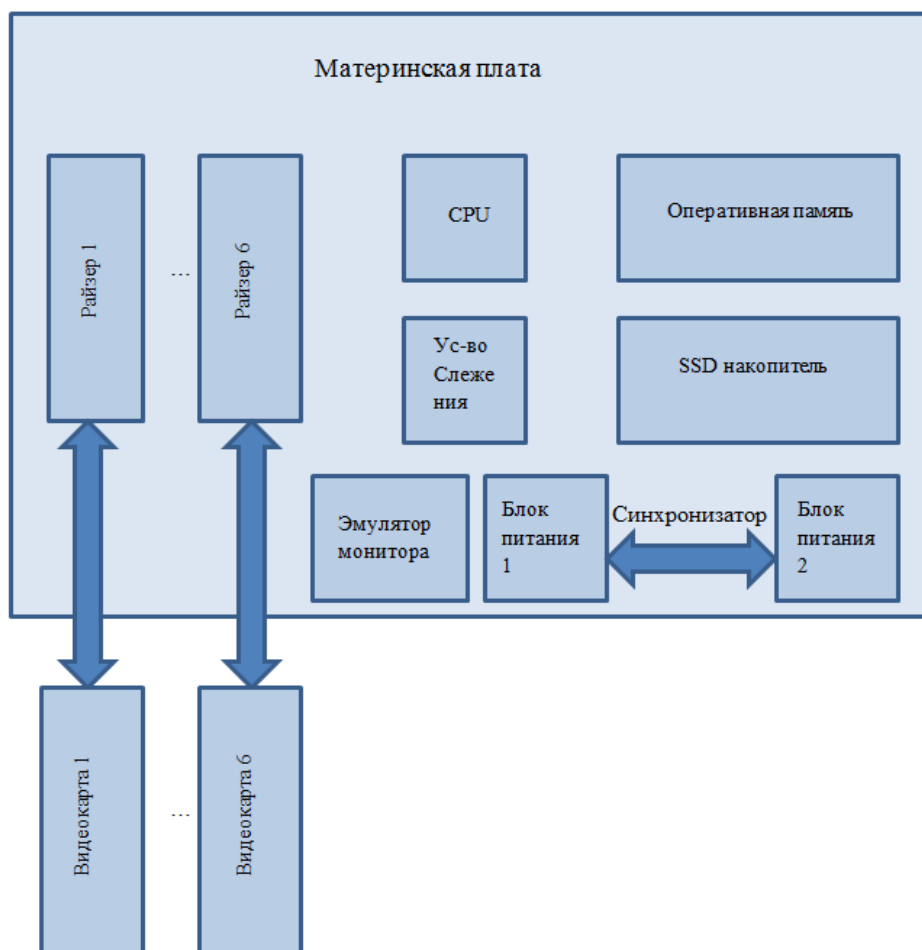 Материнская плата
Райзер 1
...
Райзер 6
CPU
Оперативная память
Ус-во
Слеже
ния
SSD накопитель
Эмулятор
монитора
Блок
питания
1
Синхронизатор
Блок
питания
2
Видеокарта 1
...
Видеокарта 6